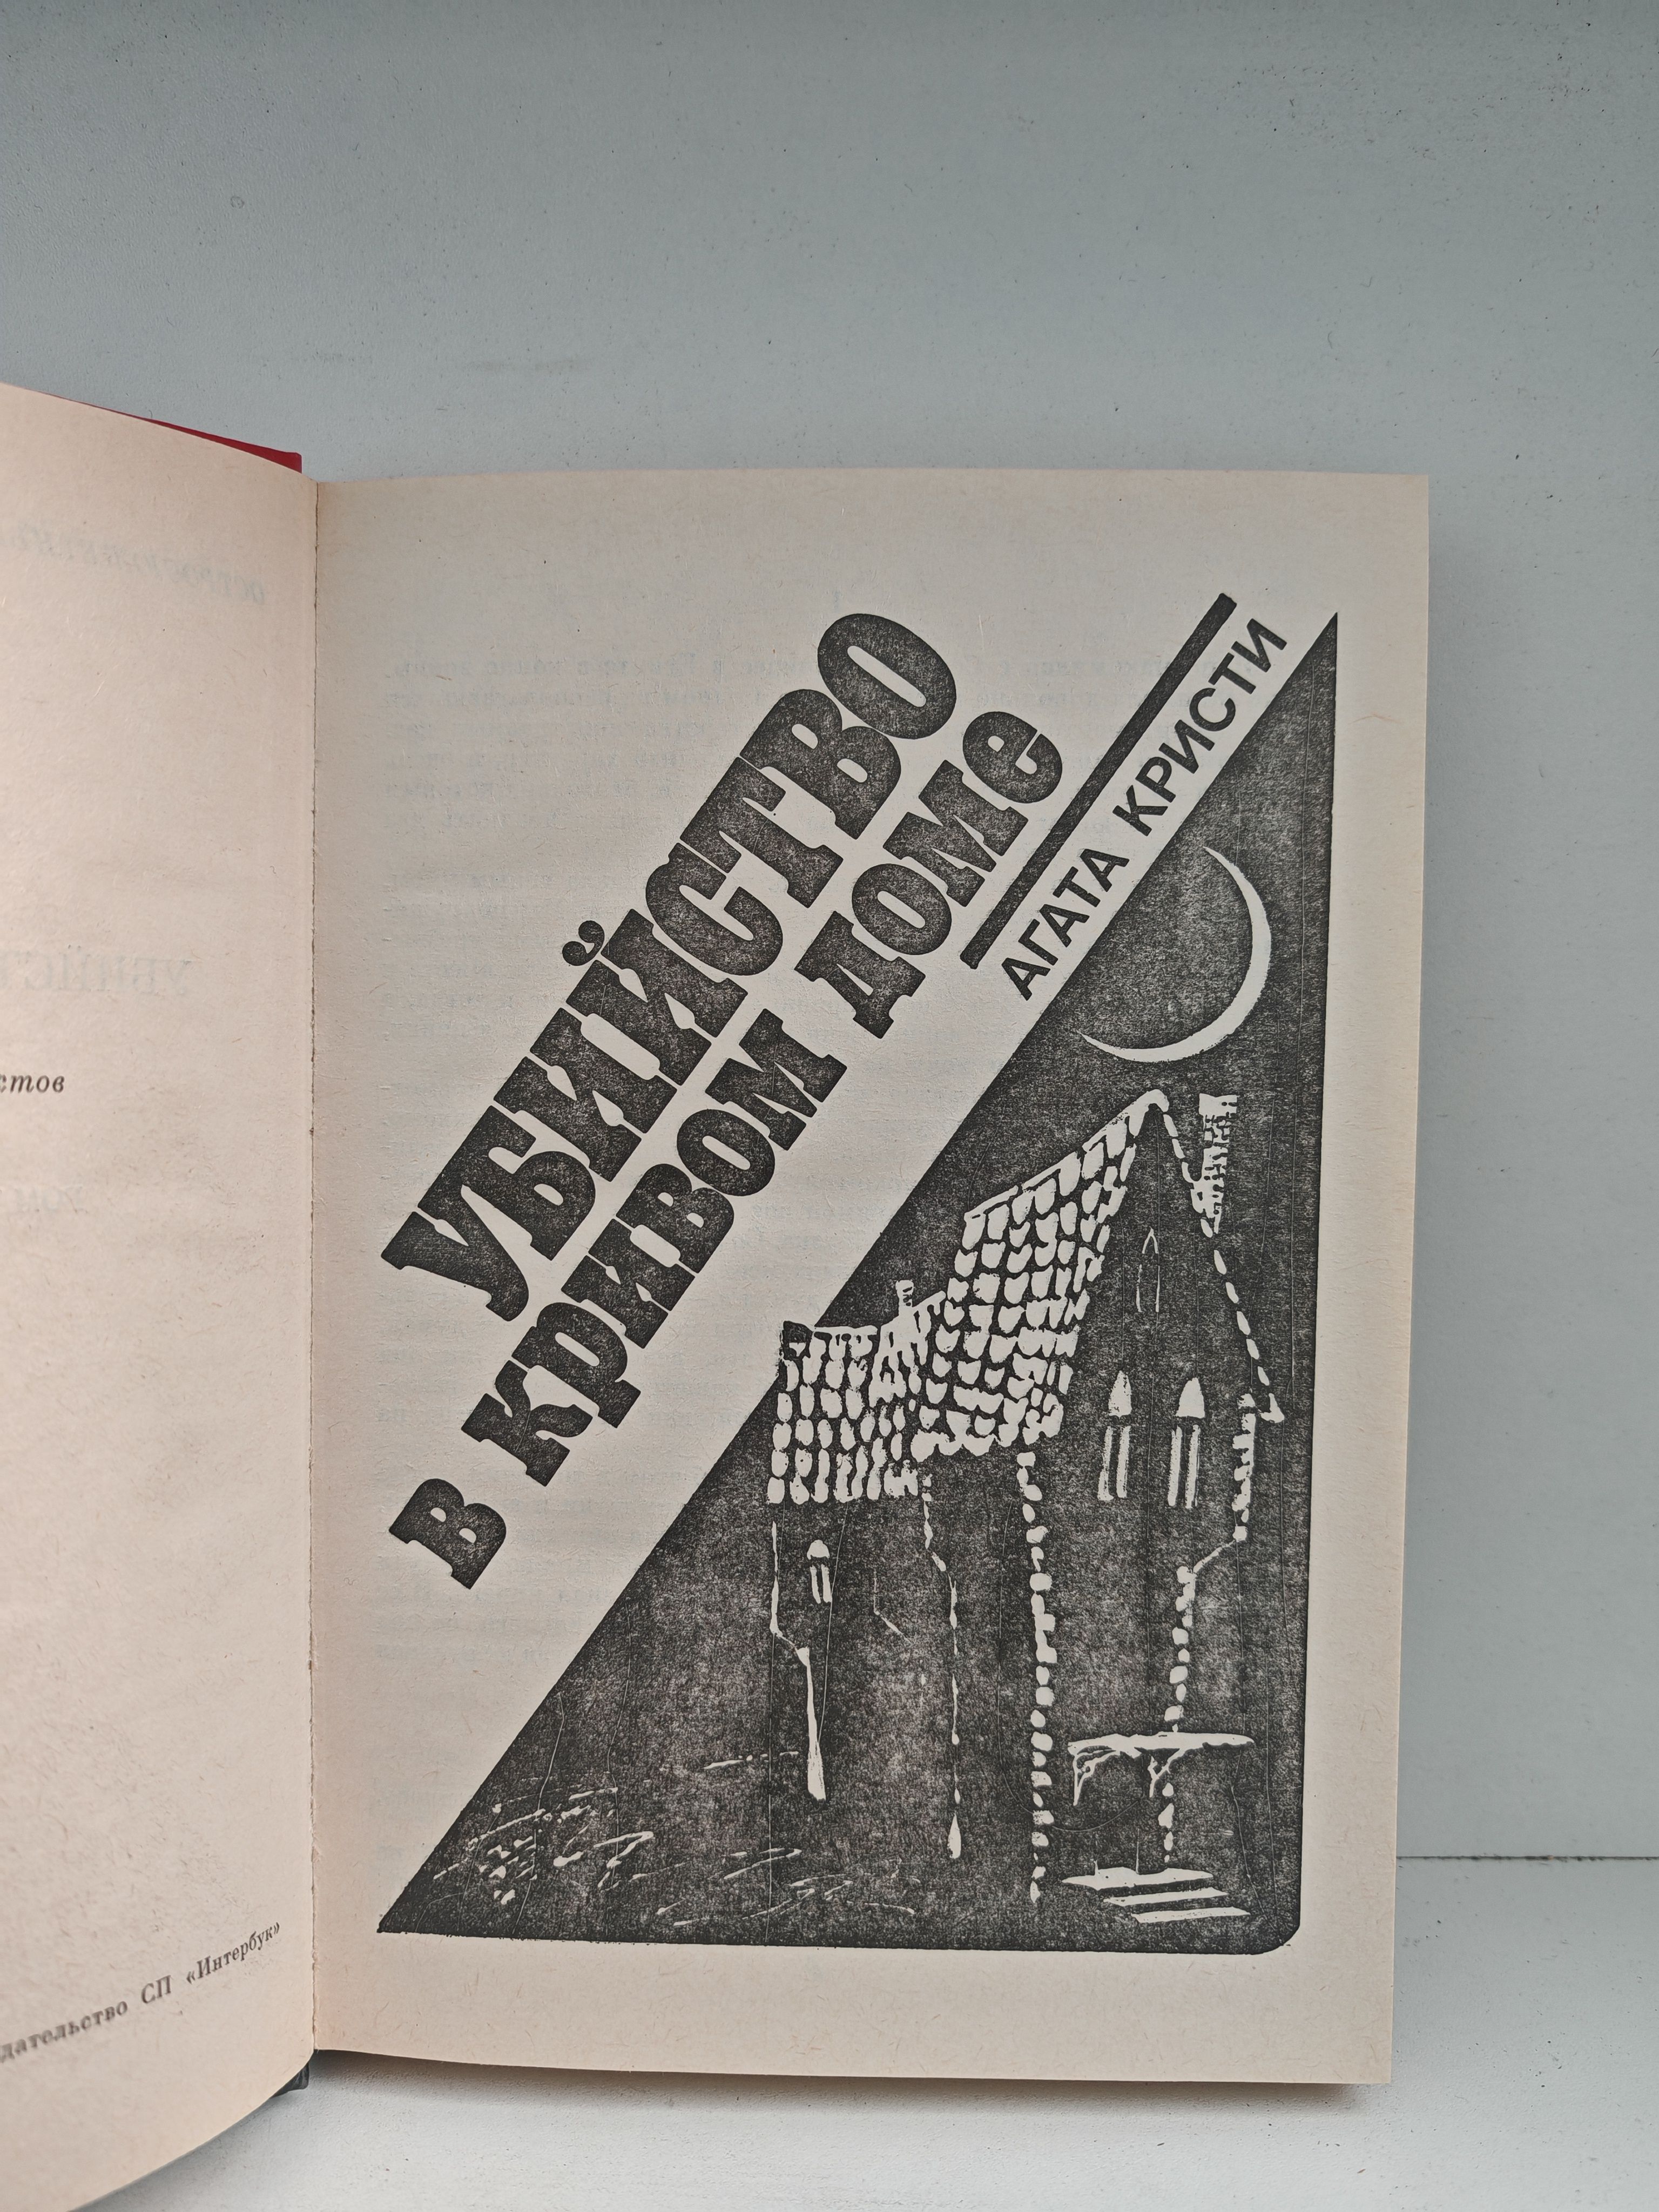 стов
дательство СП «Интербук»
УБИЙСТВО
В КРИВОМ ДОМе
АГАТА КРИСТИ